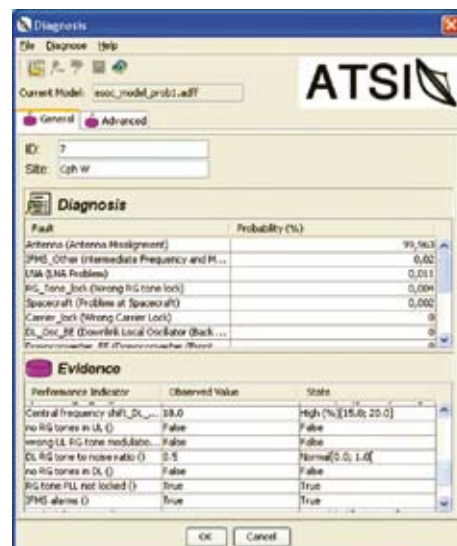 Diagnosis
File Diagnose Help
ATSI
Current Model: esoc_model_prob1.adff
General Advanced
ID: 7
Site: Cph W
Diagnosis
Fault Probability (%)
Antenna (Antenna Misalignment) 99,963
IFMS_Other (Intermediate Frequency and M... 0,02
LNA (LNA Problem) 0,011
RG_Tone_lock (Wrong RG tone lock) 0,004
Spacecraft (Problem at Spacecraft) 0,002
Carrier_lock (Wrong Carrier Lock) 0
DL_Osc_BE (Downlink Local Oscillator (Back ... 0
Downconverter_BE (Downconverter (Front 0
Evidence
Performance Indicator Observed Value State
Central frequency shift_DL_... 18.0 High (%)[15.0; 20.0]
no RG tones in UL () False False
wrong UL RG tone modulatio... False False
DL RG tone to noise ratio () 0.5 Normal[0.0; 1.0[
no RG tones in DL () False False
RG tone PLL not locked () True True
IFMS alarms () True True
OK Cancel